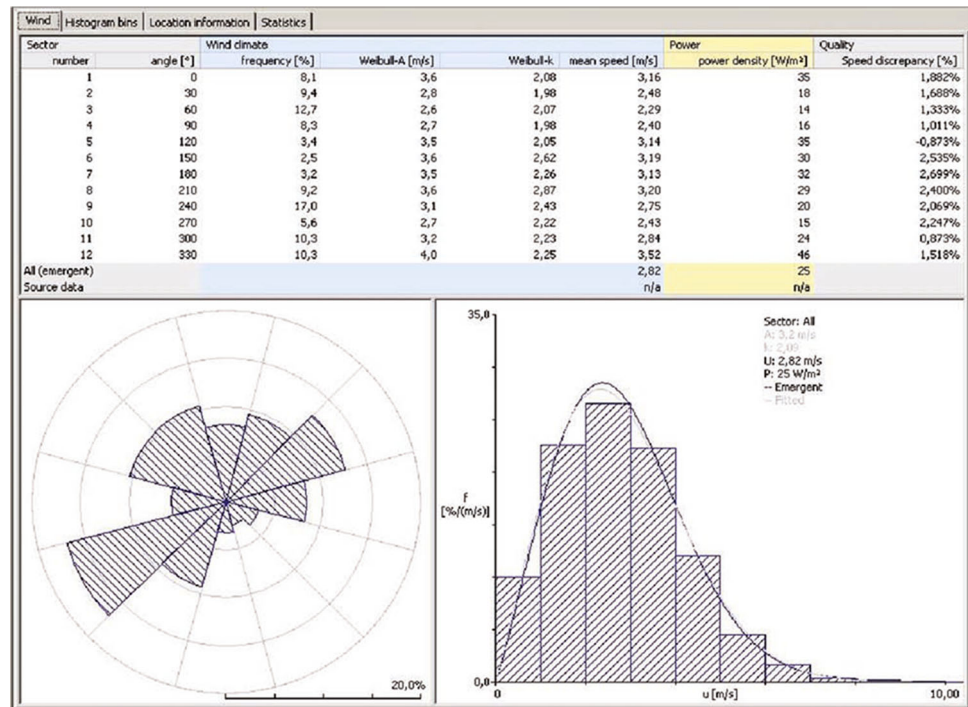 Wind Histogram bins Location information Statistics
Sector Wind climate Power Quality
number angle [°] frequency [%] Weibull-A [m/s] Weibull-k mean speed [m/s] power density [W/m²] Speed discrepancy [%]
1 0 8,1 3,6 2,08 3,16 35 1,882%
2 30 9,4 2,8 1,98 2,48 18 1,688%
3 60 12,7 2,6 2,07 2,29 14 1,333%
4 90 8,3 2,7 1,98 2,40 16 1,011%
5 120 3,4 3,5 2,05 3,14 35 -0,873%
6 150 2,5 3,6 2,62 3,19 30 2,535%
7 180 3,2 3,5 2,26 3,13 32 2,699%
8 210 9,2 3,6 2,87 3,20 29 2,400%
9 240 17,0 3,1 2,43 2,75 20 2,069%
10 270 5,6 2,7 2,22 2,43 15 2,247%
11 300 10,3 3,2 2,23 2,84 24 0,873%
12 330 10,3 4,0 2,25 3,52 46 1,518%
All (emergent) 2,82 25
Source data n/a n/a
20,0%
35,0
Sector: All
A: 3,2 m/s
k: 2,09
U: 2,82 m/s
P: 25 W/m²
-- Emergent
-- Fitted
f
[%/(m/s)]
0,0
0 u [m/s] 10,00